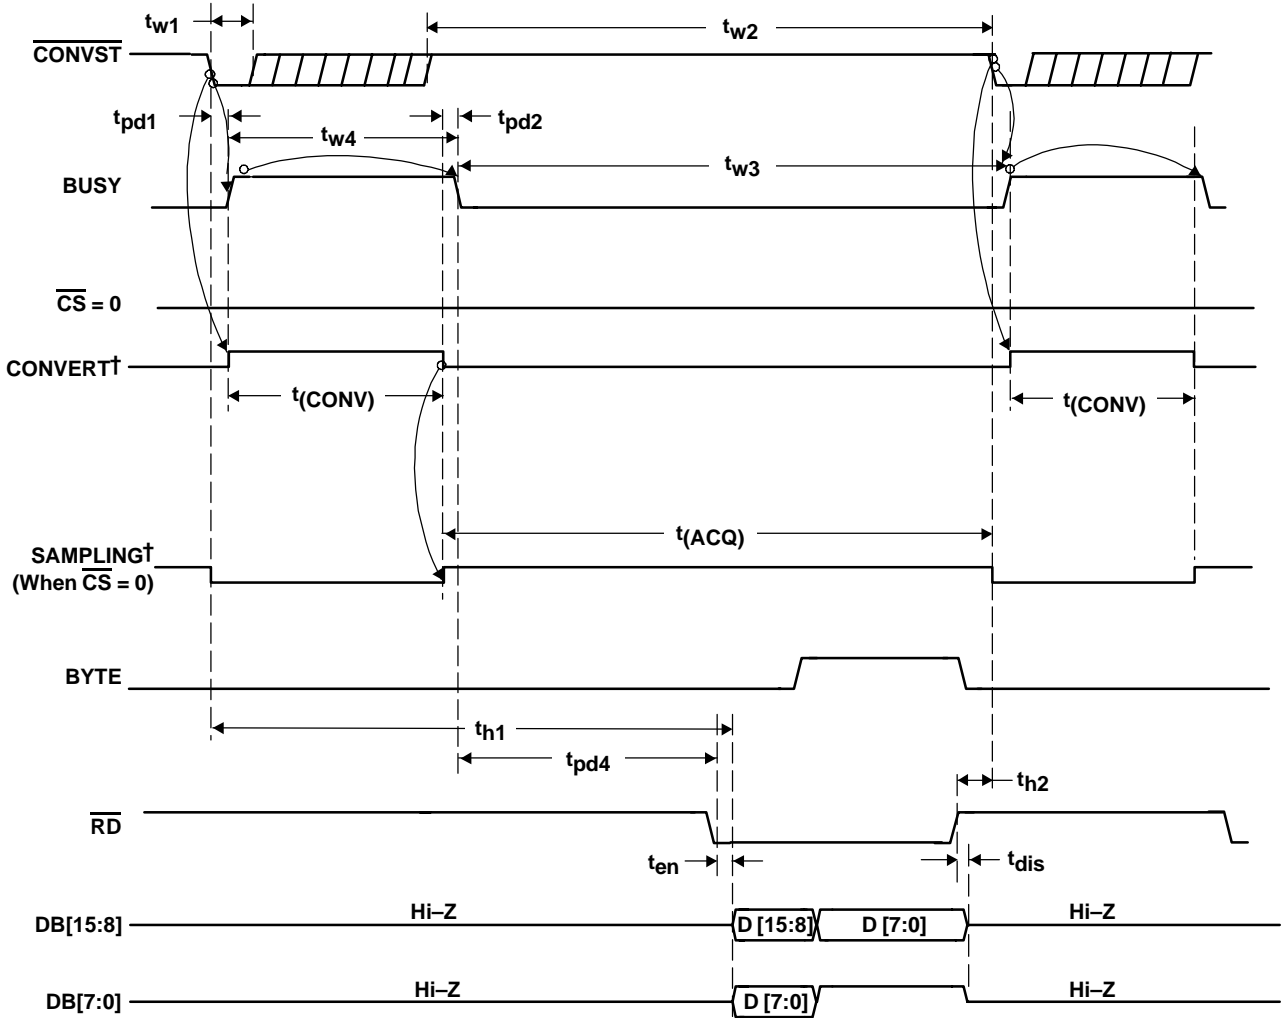 tw1
tw2
CONVST
tpd1
tw4
tpd2
tw3
BUSY
CS = 0
CONVERT†
t(CONV)
t(CONV)
t(ACQ)
SAMPLING†
(When CS = 0)
BYTE
th1
tpd4
th2
RD
ten
tdis
Hi–Z
Hi–Z
DB[15:8]
D [15:8]
D [7:0]
Hi–Z
Hi–Z
DB[7:0]
D [7:0]